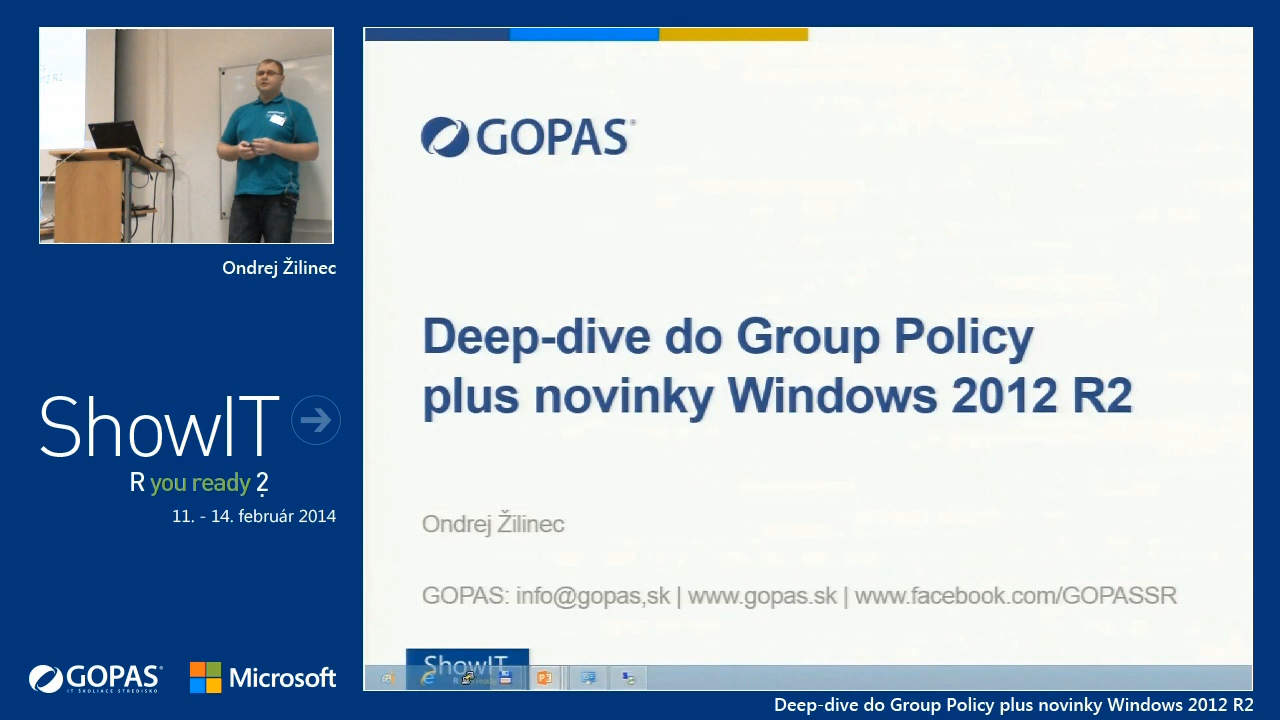 Ondrej Žilinec
ShowIT
R you ready ?
11. - 14. február 2014
GOPAS
IT ŠKOLIACE STREDISKO
Microsoft
GOPAS
Deep-dive do Group Policy
plus novinky Windows 2012 R2
Ondrej Žilinec
GOPAS: info@gopas,sk | www.gopas.sk | www.facebook.com/GOPASSR
ShowIT
Deep-dive do Group Policy plus novinky Windows 2012 R2